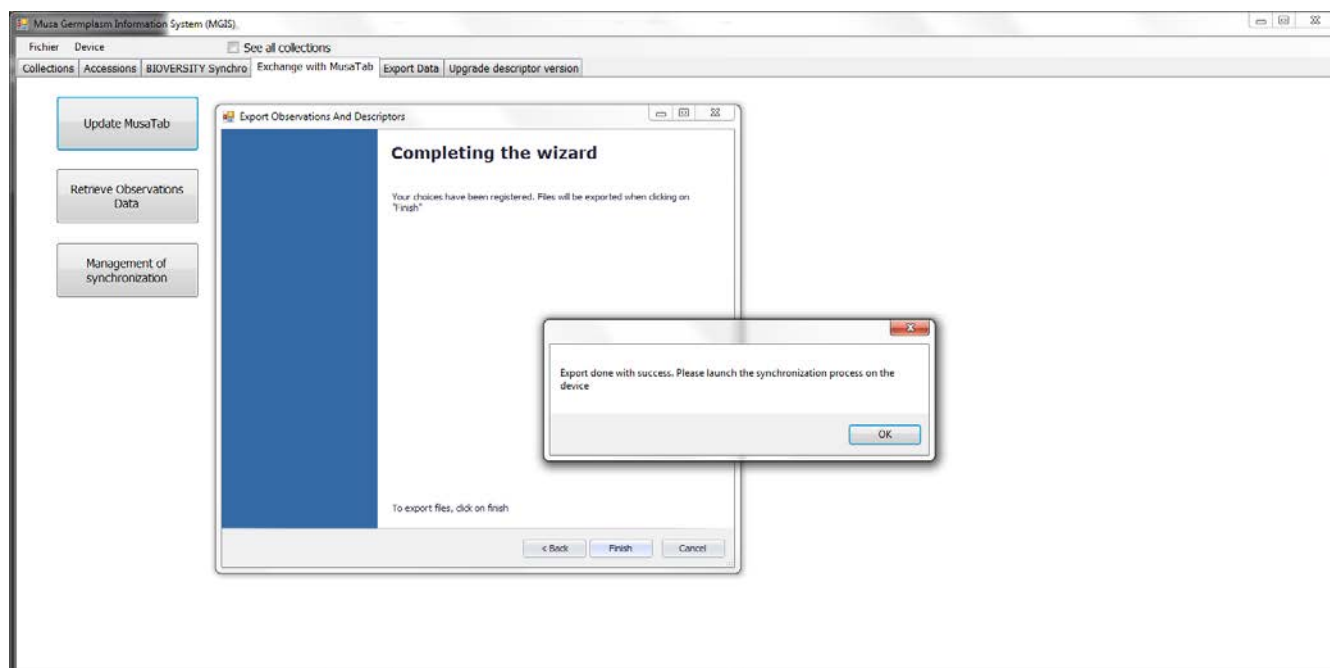 Musa Germplasm Information System (MGIS)
Fichier Device See all collections
Collections Accessions BIOVERSITY Synchro Exchange with MusaTab Export Data Upgrade descriptor version
Update MusaTab
Retrieve Observations
Data
Management of
synchronization
Export Observations And Descriptors
Completing the wizard
Your choices have been registered. Files will be exported when clicking on
"Finish"
Export done with success. Please launch the synchronization process on the
device
OK
To export files, click on finish
< Back Finish Cancel